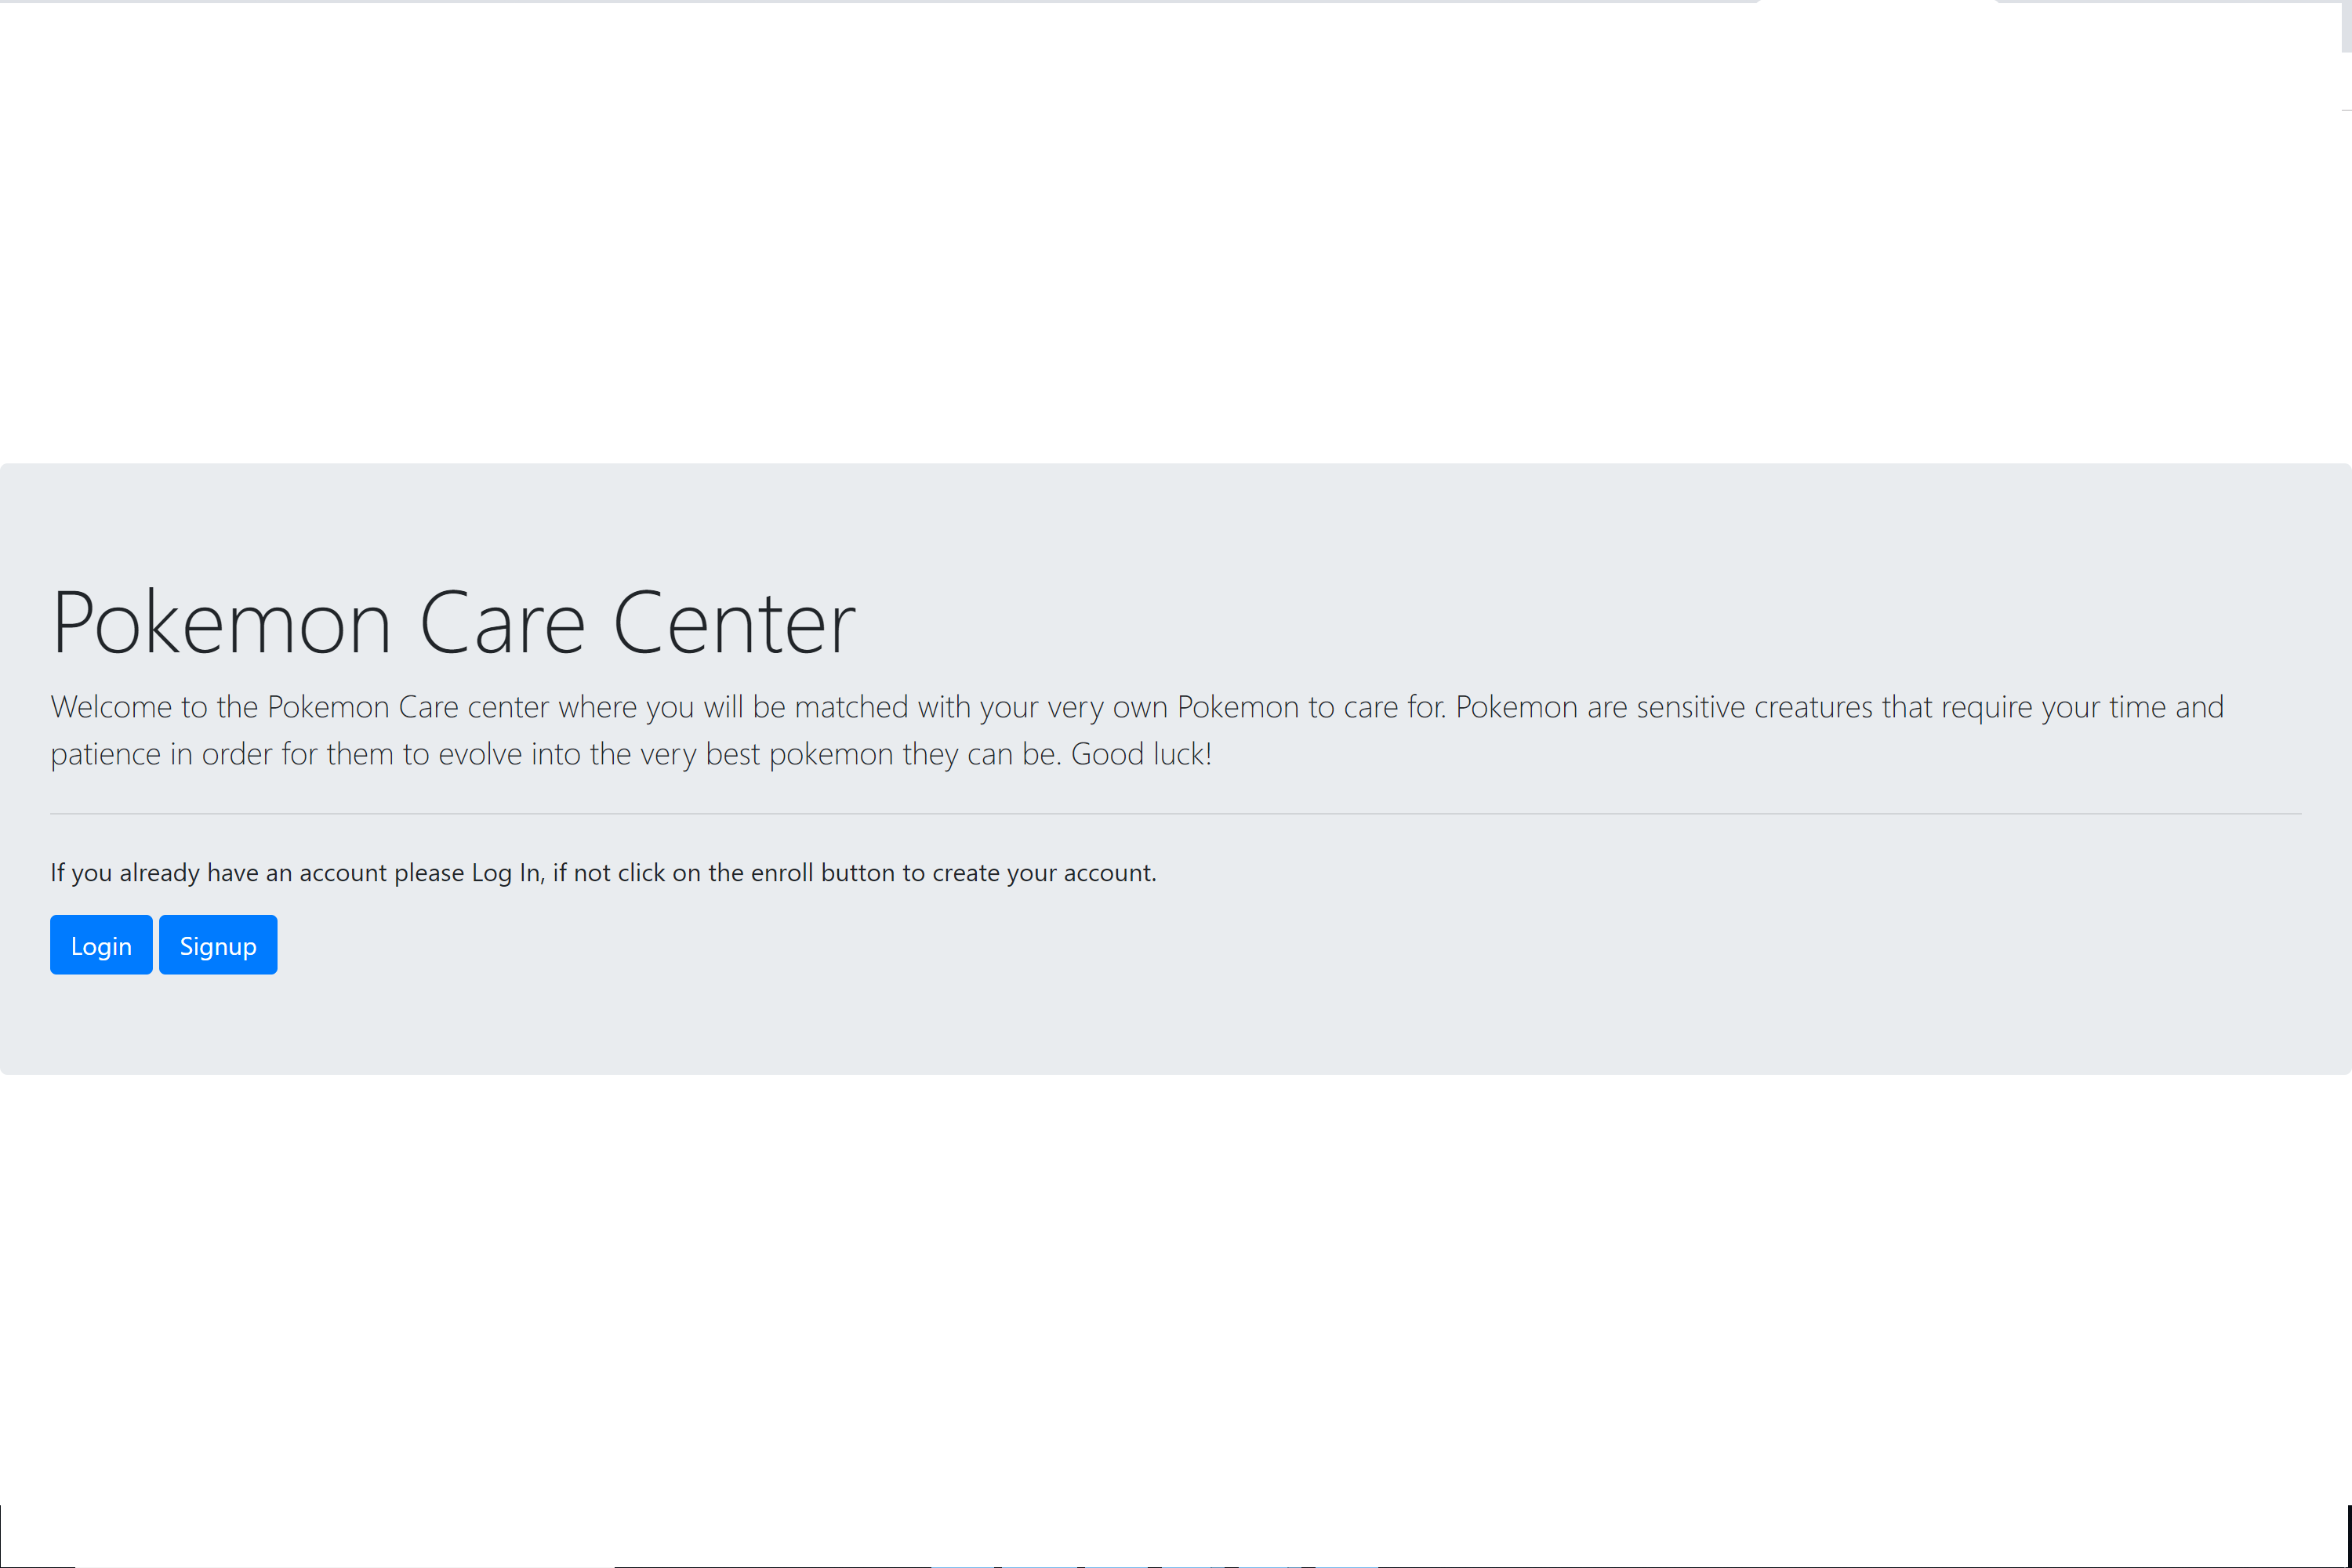 Pokemon Care Center
Welcome to the Pokemon Care center where you will be matched with your very own Pokemon to care for. Pokemon are sensitive creatures that require your time and
patience in order for them to evolve into the very best pokemon they can be. Good luck!
If you already have an account please Log In, if not click on the enroll button to create your account.
Login Signup